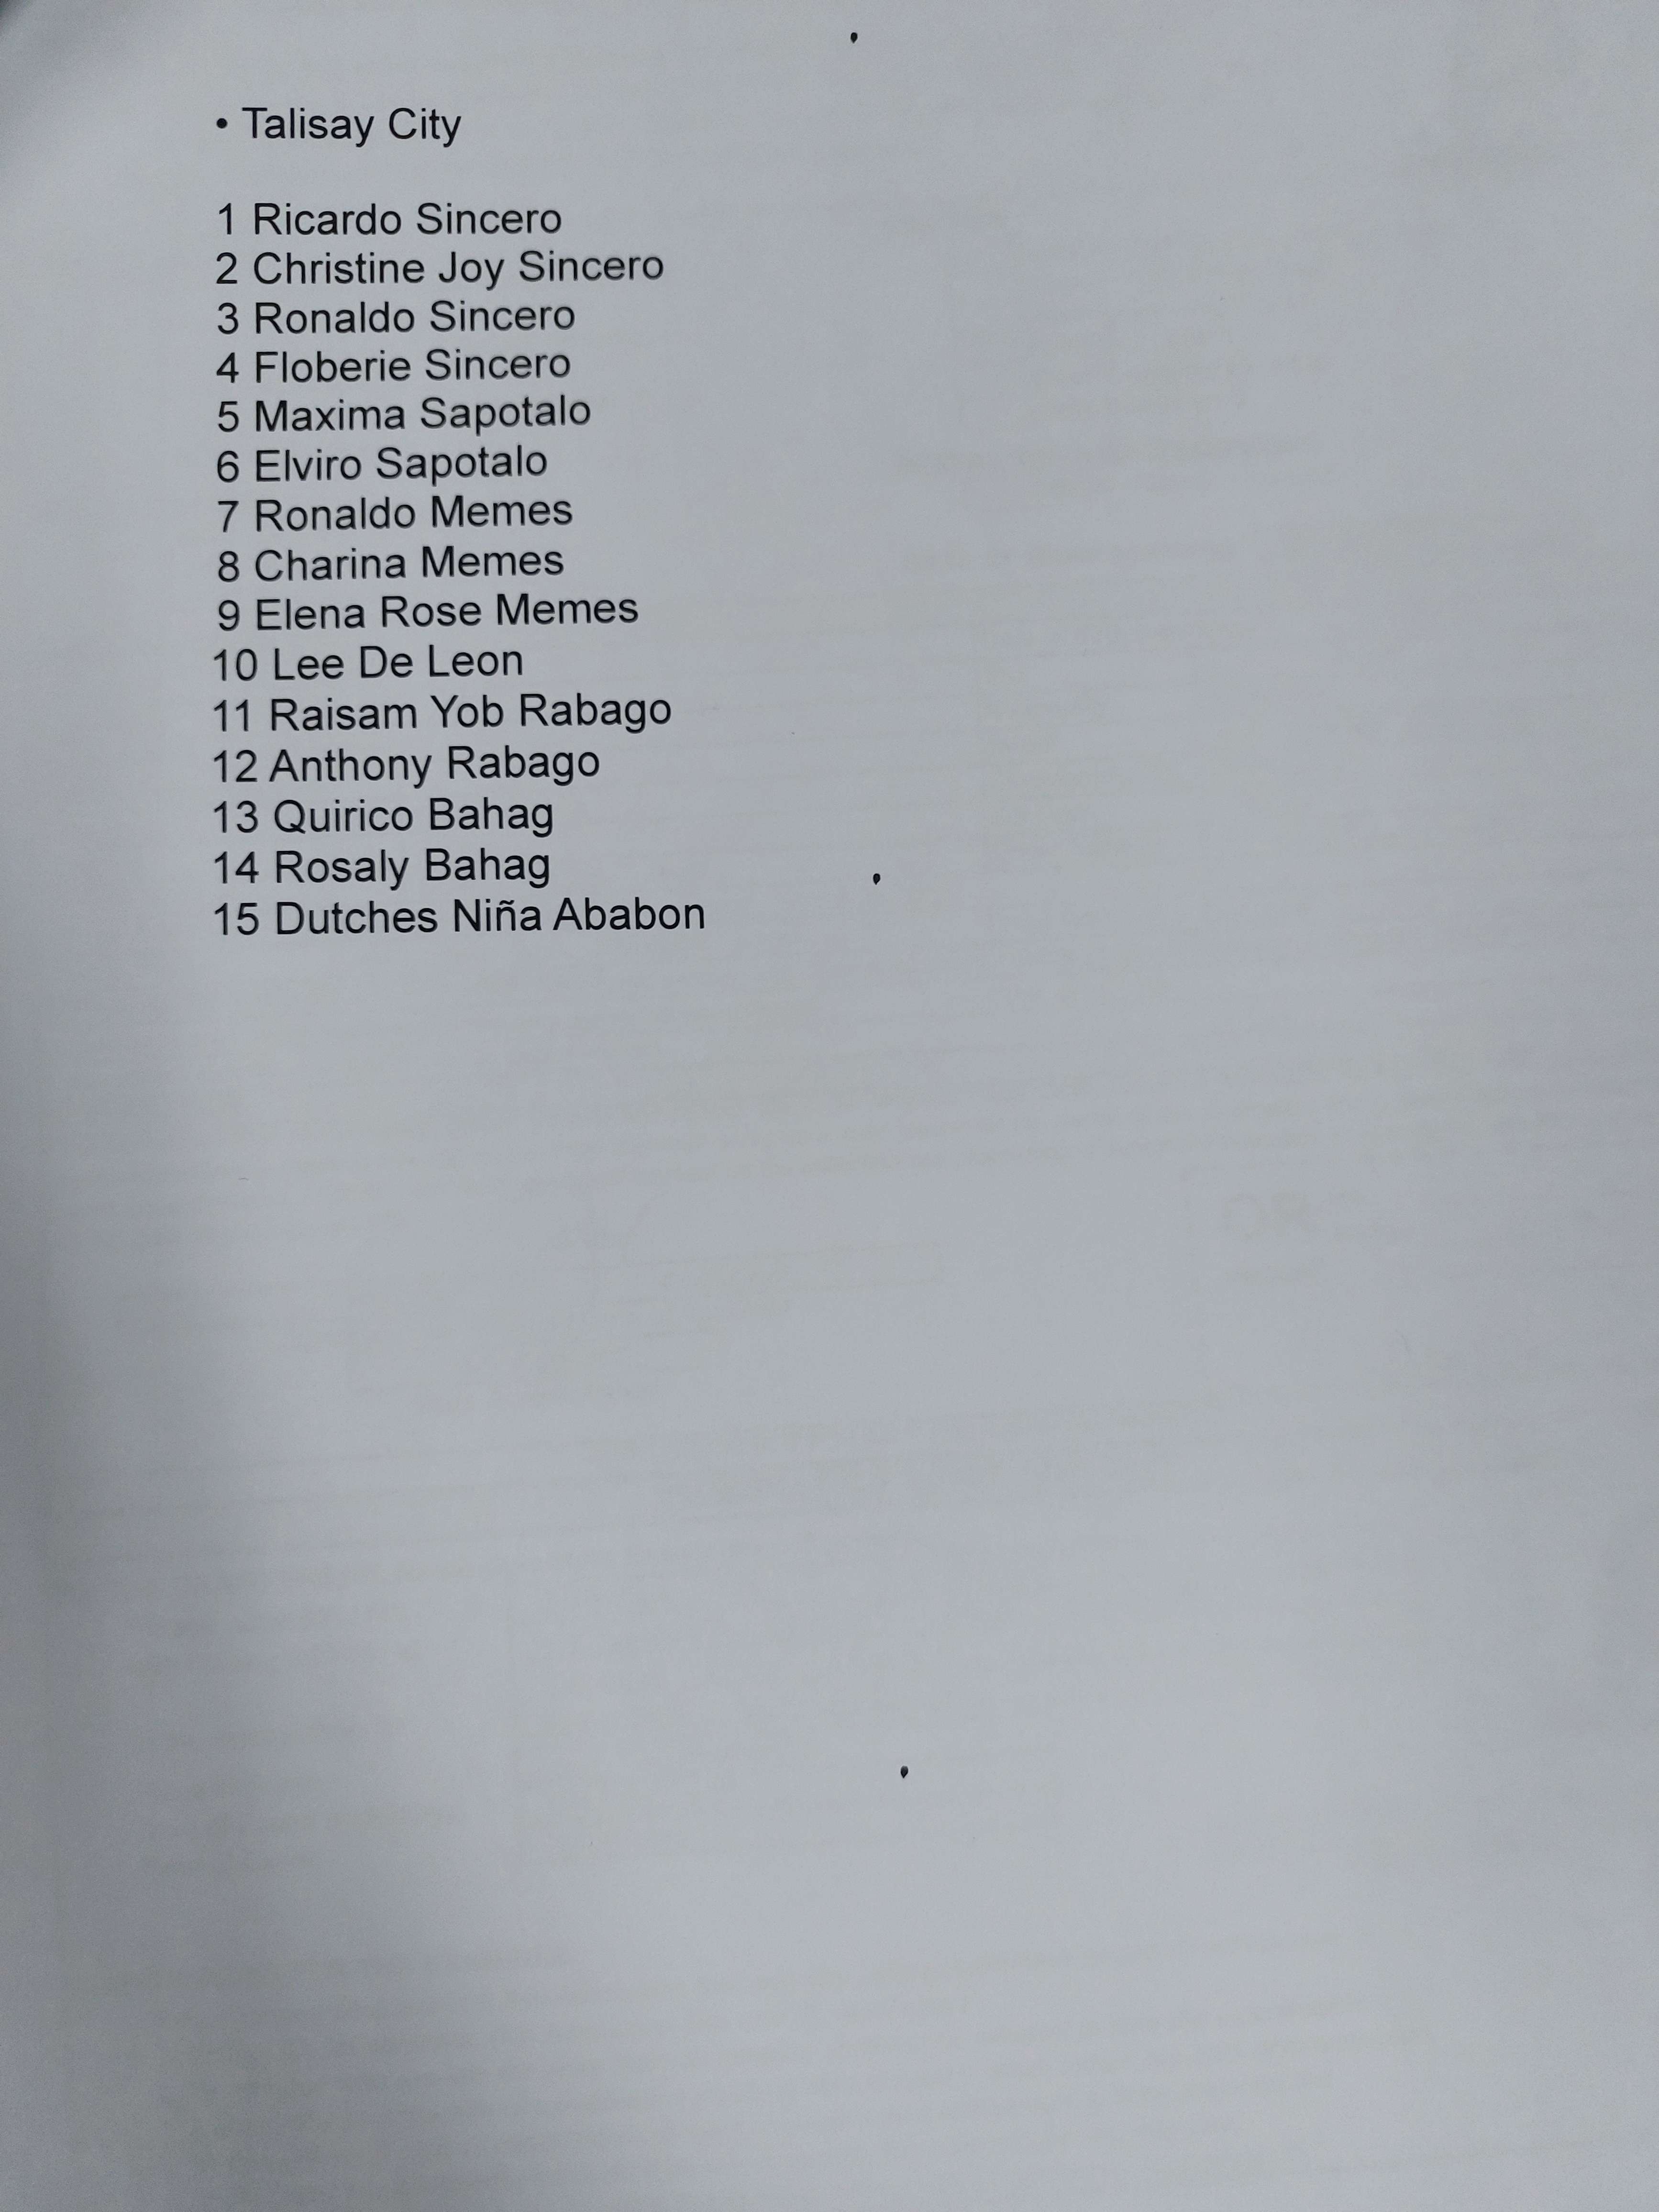 • Talisay City
1 Ricardo Sincero
2 Christine Joy Sincero
3 Ronaldo Sincero
4 Floberie Sincero
5 Maxima Sapotalo
6 Elviro Sapotalo
7 Ronaldo Memes
8 Charina Memes
9 Elena Rose Memes
10 Lee De Leon
11 Raisam Yob Rabago
12 Anthony Rabago
13 Quirico Bahag
14 Rosaly Bahag
15 Dutches Niña Ababon